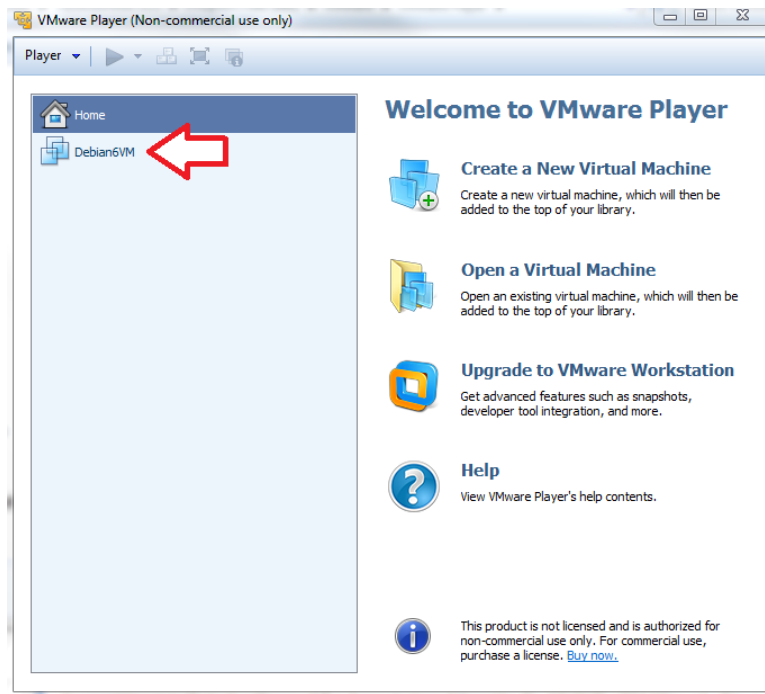 VMware Player (Non-commercial use only)
Player
Home
Debian6VM
Welcome to VMware Player
Create a New Virtual Machine
Create a new virtual machine, which will then be
added to the top of your library.
Open a Virtual Machine
Open an existing virtual machine, which will then be
added to the top of your library.
Upgrade to VMware Workstation
Get advanced features such as snapshots,
developer tool integration, and more.
Help
View VMware Player's help contents.
This product is not licensed and is authorized for
non-commercial use only. For commercial use,
purchase a license. Buy now.